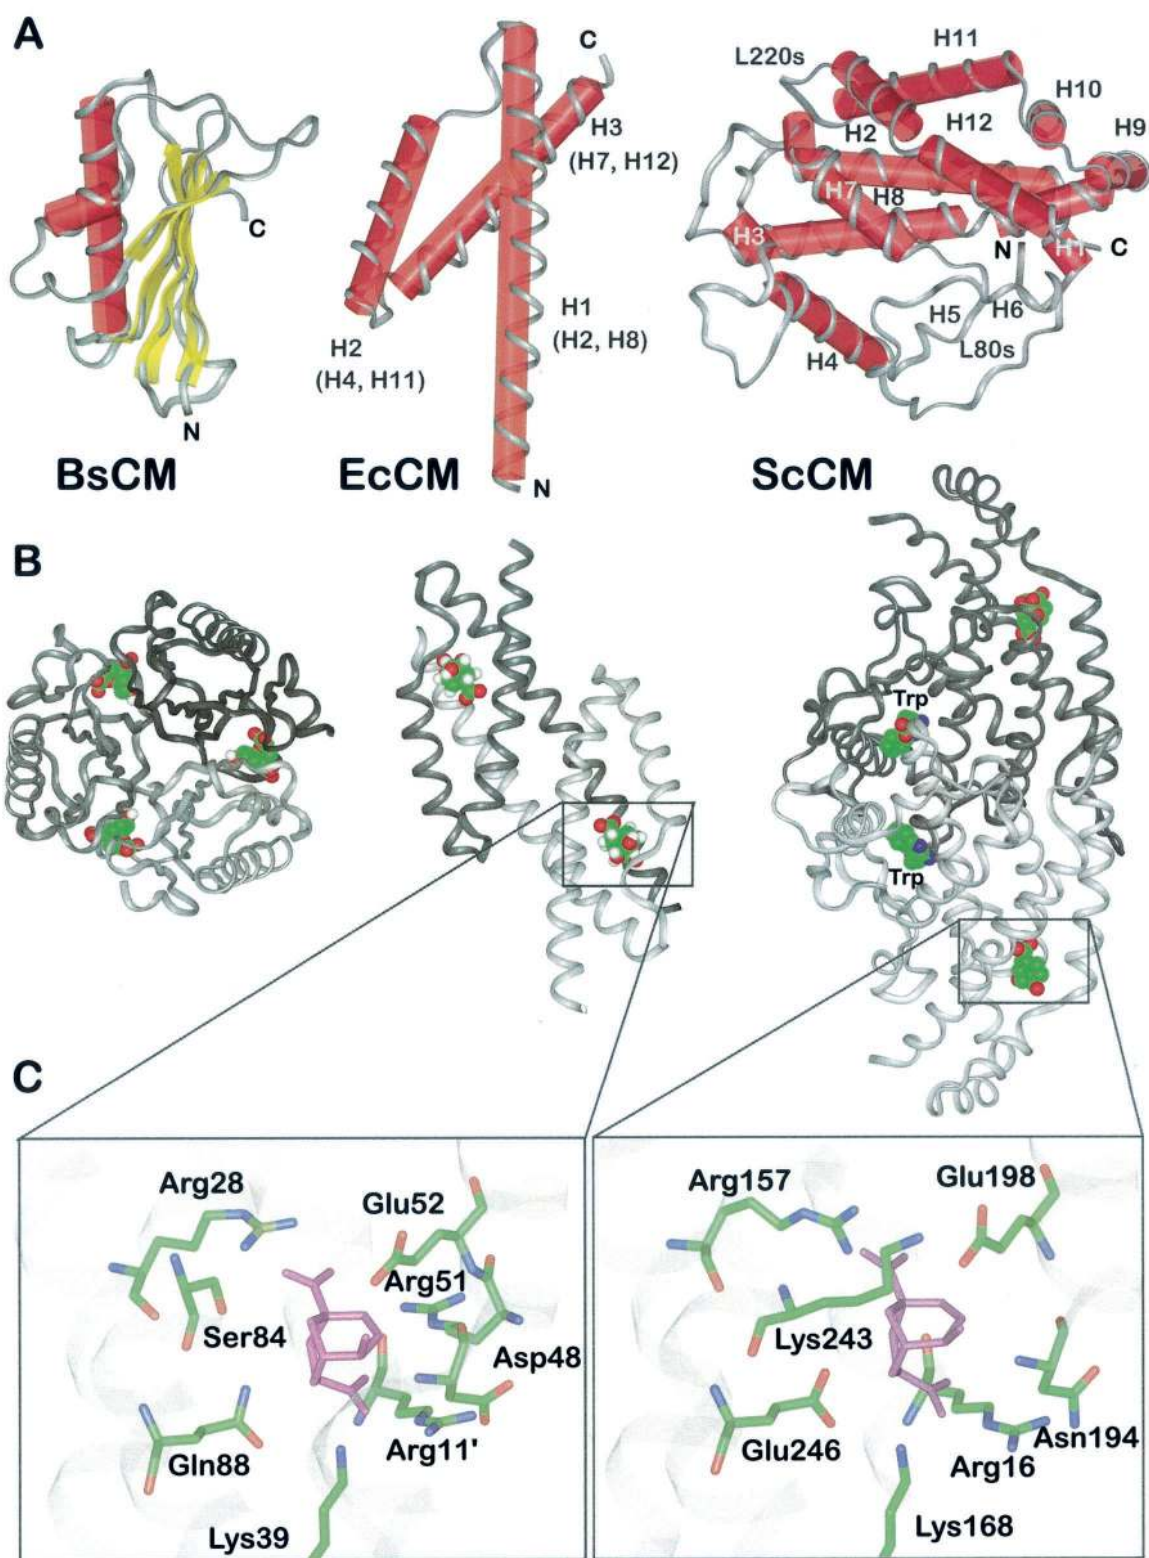 A
C
N
BsCM
C
H3
(H7, H12)
H1
(H2, H8)
H2
(H4, H11)
N
EcCM
L220s
H11
H10
H9
H2
H12
H7
H8
H3
N
H1
C
H5
H6
H4
L80s
ScCM
B
Trp
Trp
C
Arg28
Glu52
Arg51
Ser84
Asp48
Gln88
Arg11'
Lys39
Arg157
Glu198
Lys243
Glu246
Asn194
Arg16
Lys168